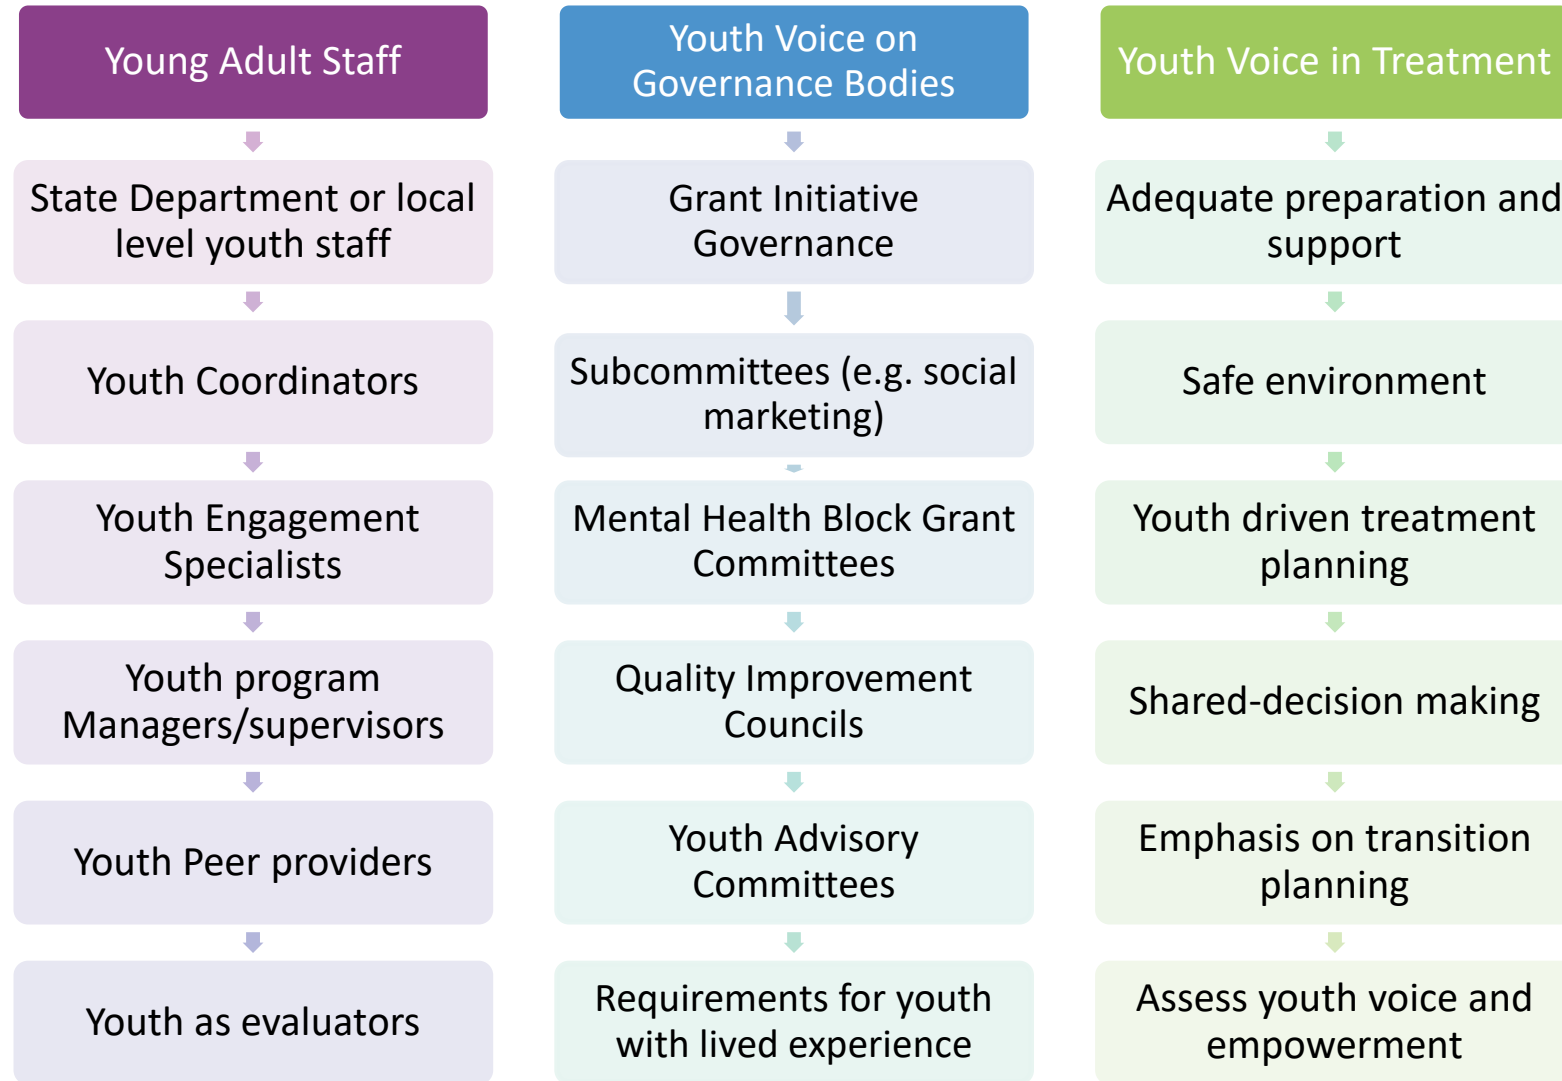 Young Adult Staff
State Department or local
level youth staff
Youth Coordinators
Youth Engagement
Specialists
Youth program
Managers/supervisors
Youth Peer providers
Youth as evaluators
Youth Voice on
Governance Bodies
Grant Initiative
Governance
Subcommittees (e.g. social
marketing)
Mental Health Block Grant
Committees
Quality Improvement
Councils
Youth Advisory
Committees
Requirements for youth
with lived experience
Youth Voice in Treatment
Adequate preparation and
support
Safe environment
Youth driven treatment
planning
Shared-decision making
Emphasis on transition
planning
Assess youth voice and
empowerment